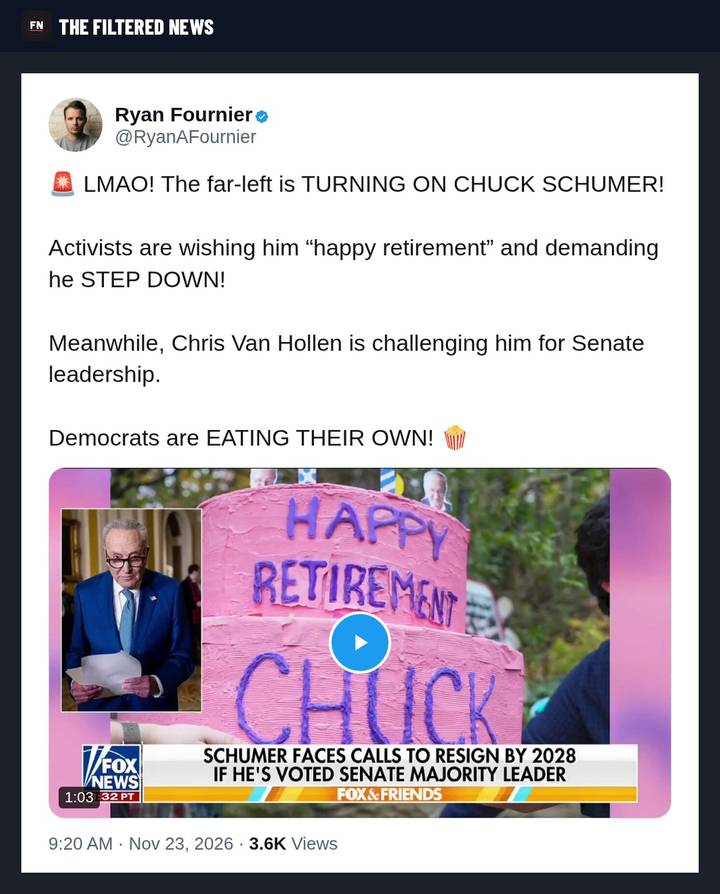 FN THE FILTERED NEWS
Ryan Fournier
@RyanAFournier
🚨 LMAO! The far-left is TURNING ON CHUCK SCHUMER!
Activists are wishing him “happy retirement” and demanding
he STEP DOWN!
Meanwhile, Chris Van Hollen is challenging him for Senate
leadership.
Democrats are EATING THEIR OWN! 🍿
HAPPY
RETIREMENT
CHUCK
SCHUMER FACES CALLS TO RESIGN BY 2028
IF HE'S VOTED SENATE MAJORITY LEADER
FOX
NEWS
1:03 32 PT
FOX&FRIENDS
9:20 AM · Nov 23, 2026 · 3.6K Views